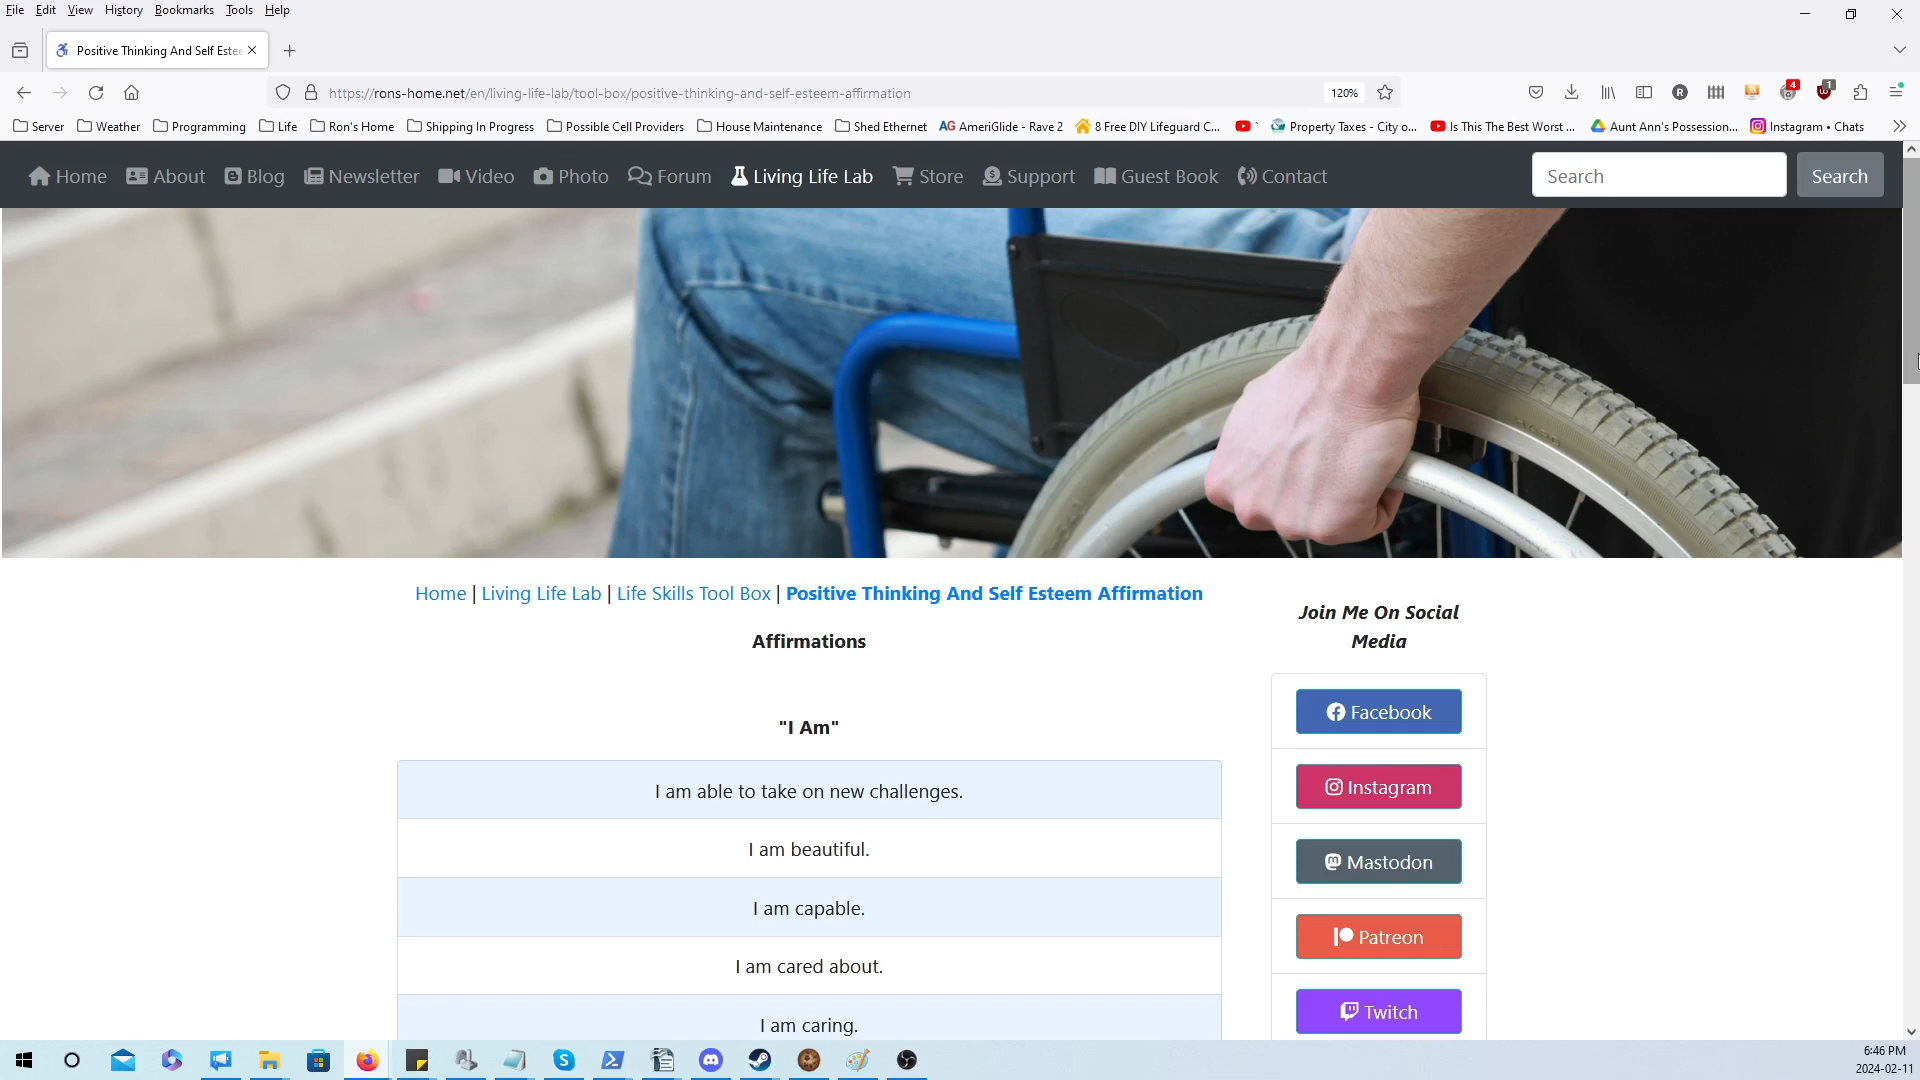 File Edit View History Bookmarks Tools Help
Positive Thinking And Self Estee
https://rons-home.net/en/living-life-lab/tool-box/positive-thinking-and-self-esteem-affirmation 120% 4 1
Server Weather Programming Life Ron's Home Shipping In Progress Possible Cell Providers House Maintenance Shed Ethernet AG AmeriGlide - Rave 2 8 Free DIY Lifeguard C... ` Property Taxes - City o... Is This The Best Worst ... Aunt Ann's Possession... Instagram • Chats
Home About Blog Newsletter Video Photo Forum Living Life Lab Store Support Guest Book Contact Search Search
Home | Living Life Lab | Life Skills Tool Box | Positive Thinking And Self Esteem Affirmation
Affirmations
"I Am"
I am able to take on new challenges.
I am beautiful.
I am capable.
I am cared about.
I am caring.
Join Me On Social
Media
Facebook
Instagram
Mastodon
Patreon
Twitch
6:46 PM
2024-02-11